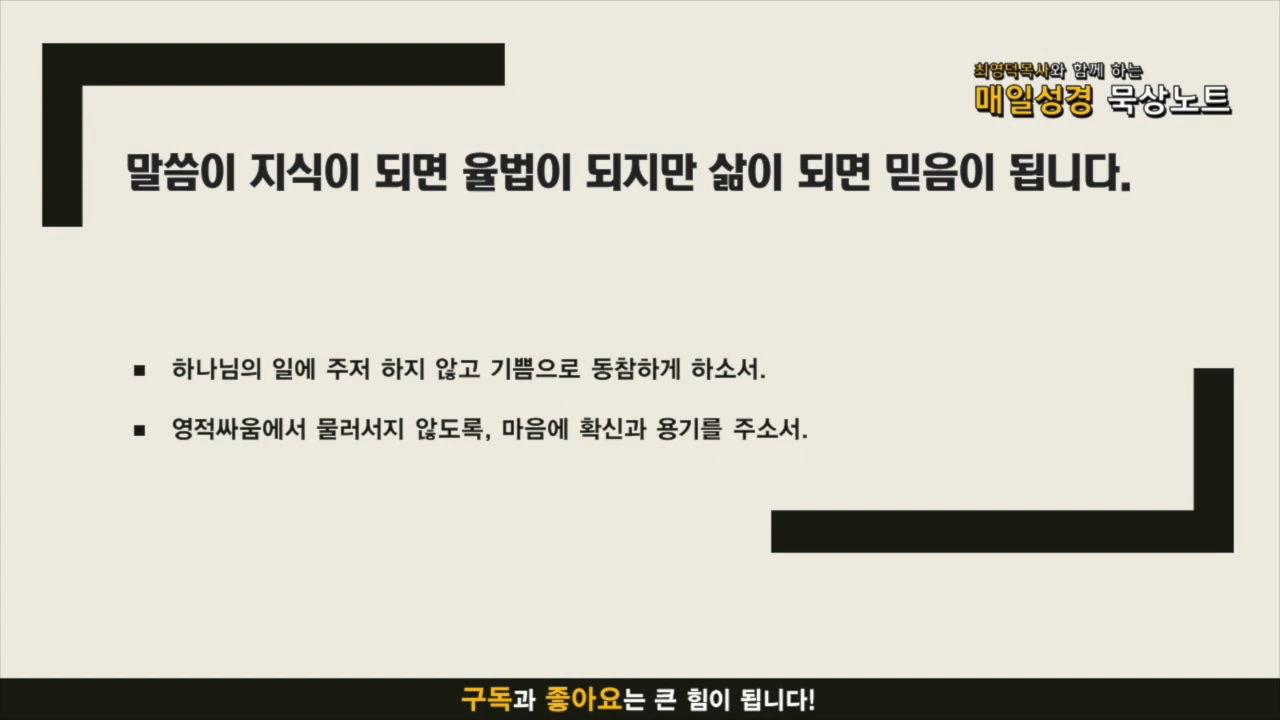 최영덕목사와 함께 하는
매일성경 묵상노트
말씀이 지식이 되면 율법이 되지만 삶이 되면 믿음이 됩니다.
■ 하나님의 일에 주저 하지 않고 기쁨으로 동참하게 하소서.
■ 영적싸움에서 물러서지 않도록, 마음에 확신과 용기를 주소서.
구독과 좋아요는 큰 힘이 됩니다!